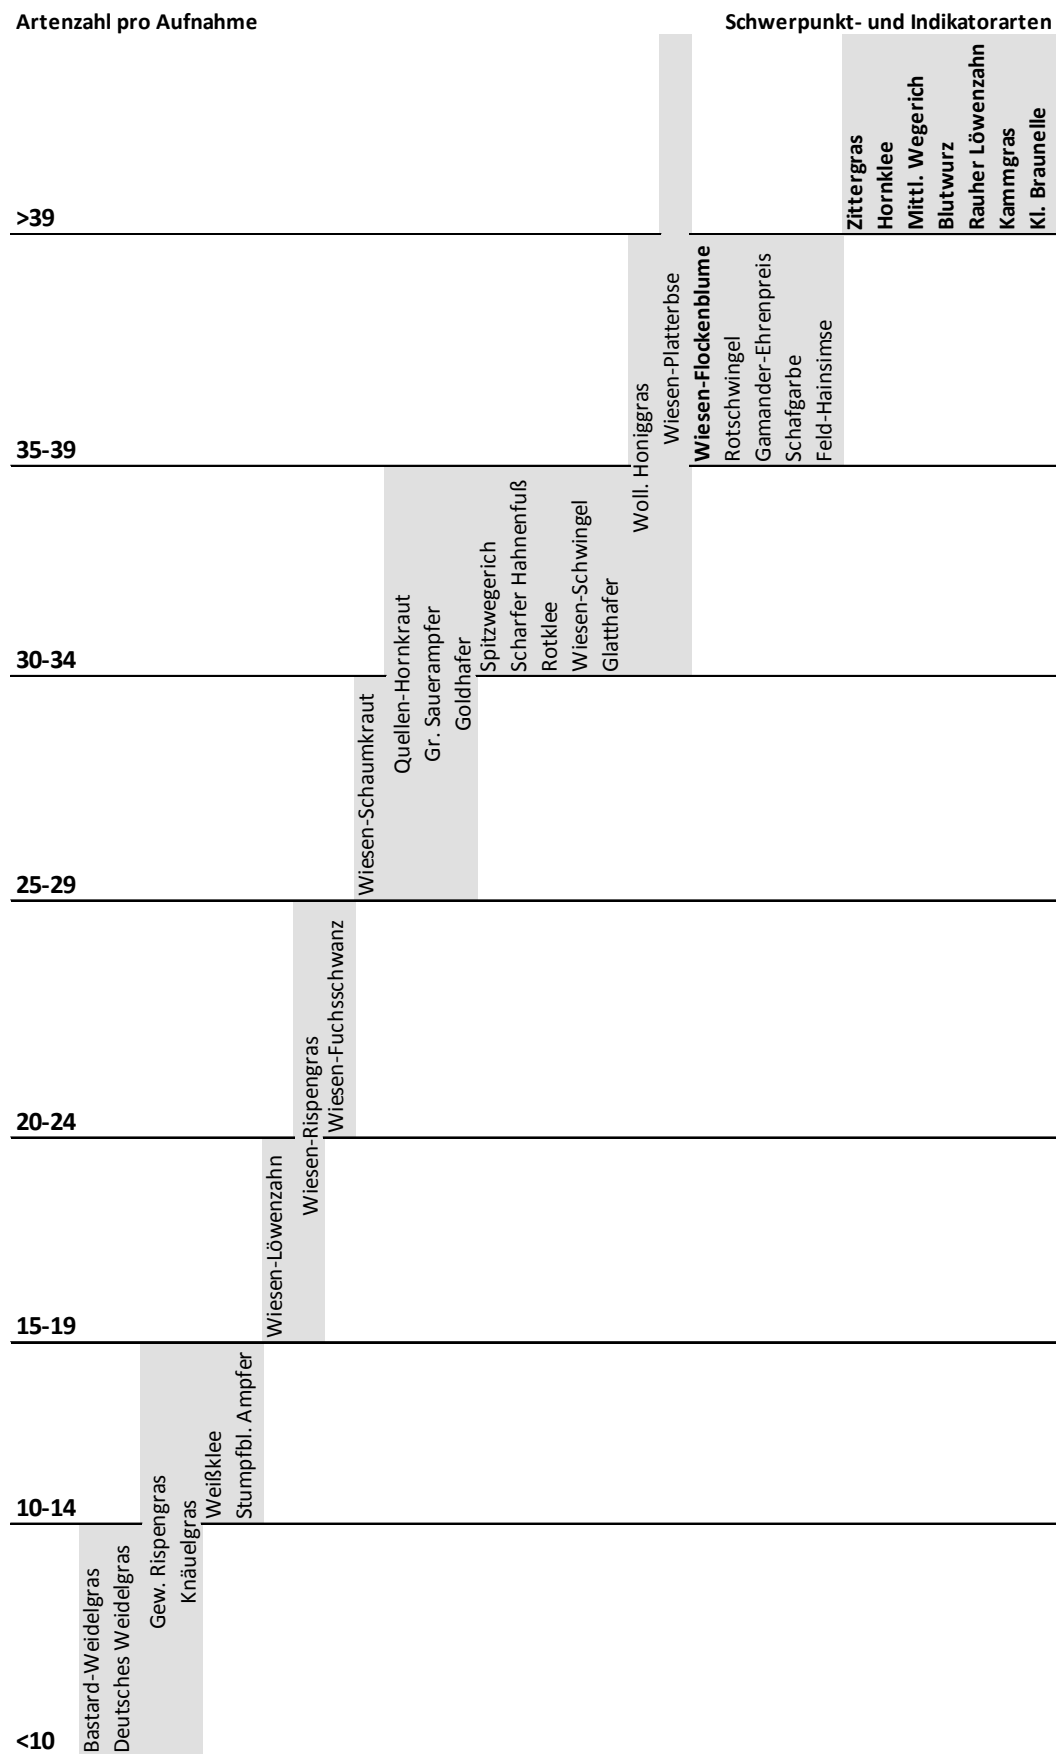 Artenzahl pro Aufnahme
Schwerpunkt- und Indikatorarten
>39
Zittergras
Hornklee
Mittl. Wegerich
Blutwurz
Rauher Löwenzahn
Kammgras
Kl. Braunelle
35-39
Woll. Honiggras
Wiesen-Platterbse
Wiesen-Flockenblume
Rotschwingel
Gamander-Ehrenpreis
Schafgarbe
Feld-Hainsimse
30-34
Quellen-Hornkraut
Gr. Sauerampfer
Goldhafer
Spitzwegerich
Scharfer Hahnenfuß
Rotklee
Wiesen-Schwingel
Glatthafer
25-29
Wiesen-Schaumkraut
20-24
Wiesen-Rispengras
Wiesen-Fuchsschwanz
15-19
Wiesen-Löwenzahn
10-14
Gew. Rispengras
Knäuelgras
Weißklee
Stumpfbl. Ampfer
<10
Bastard-Weidelgras
Deutsches Weidelgras